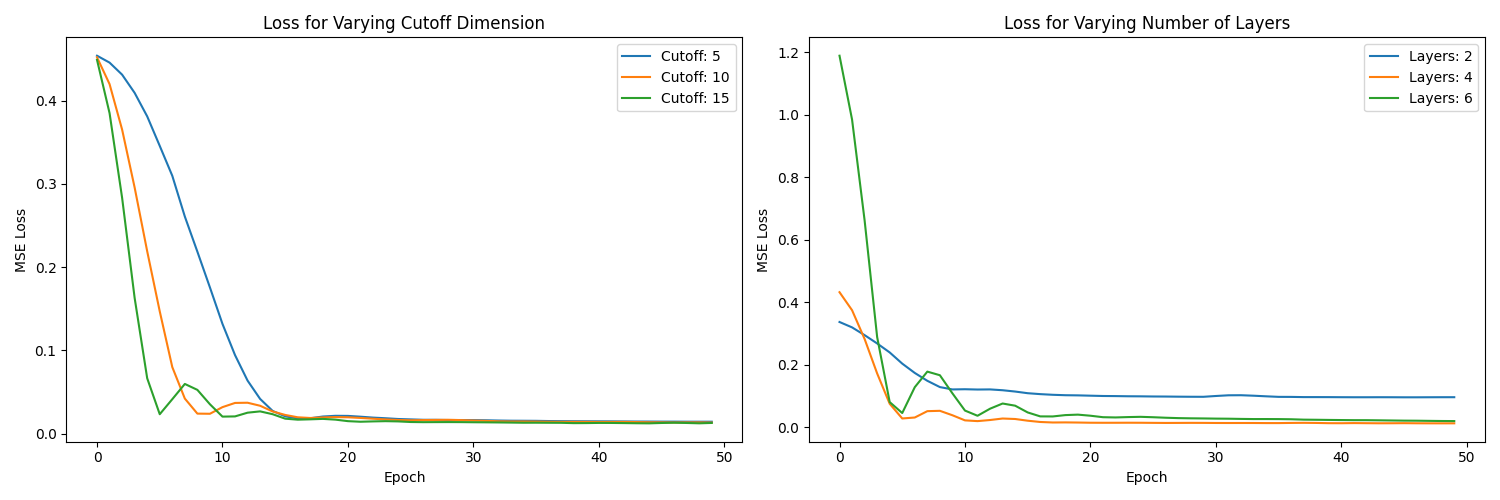 Loss for Varying Cutoff Dimension
MSE Loss
0.4
0.3
0.2
0.1
0.0
0
10
20
30
40
50
Epoch
Cutoff: 5
Cutoff: 10
Cutoff: 15
Loss for Varying Number of Layers
MSE Loss
1.2
1.0
0.8
0.6
0.4
0.2
0.0
0
10
20
30
40
50
Epoch
Layers: 2
Layers: 4
Layers: 6